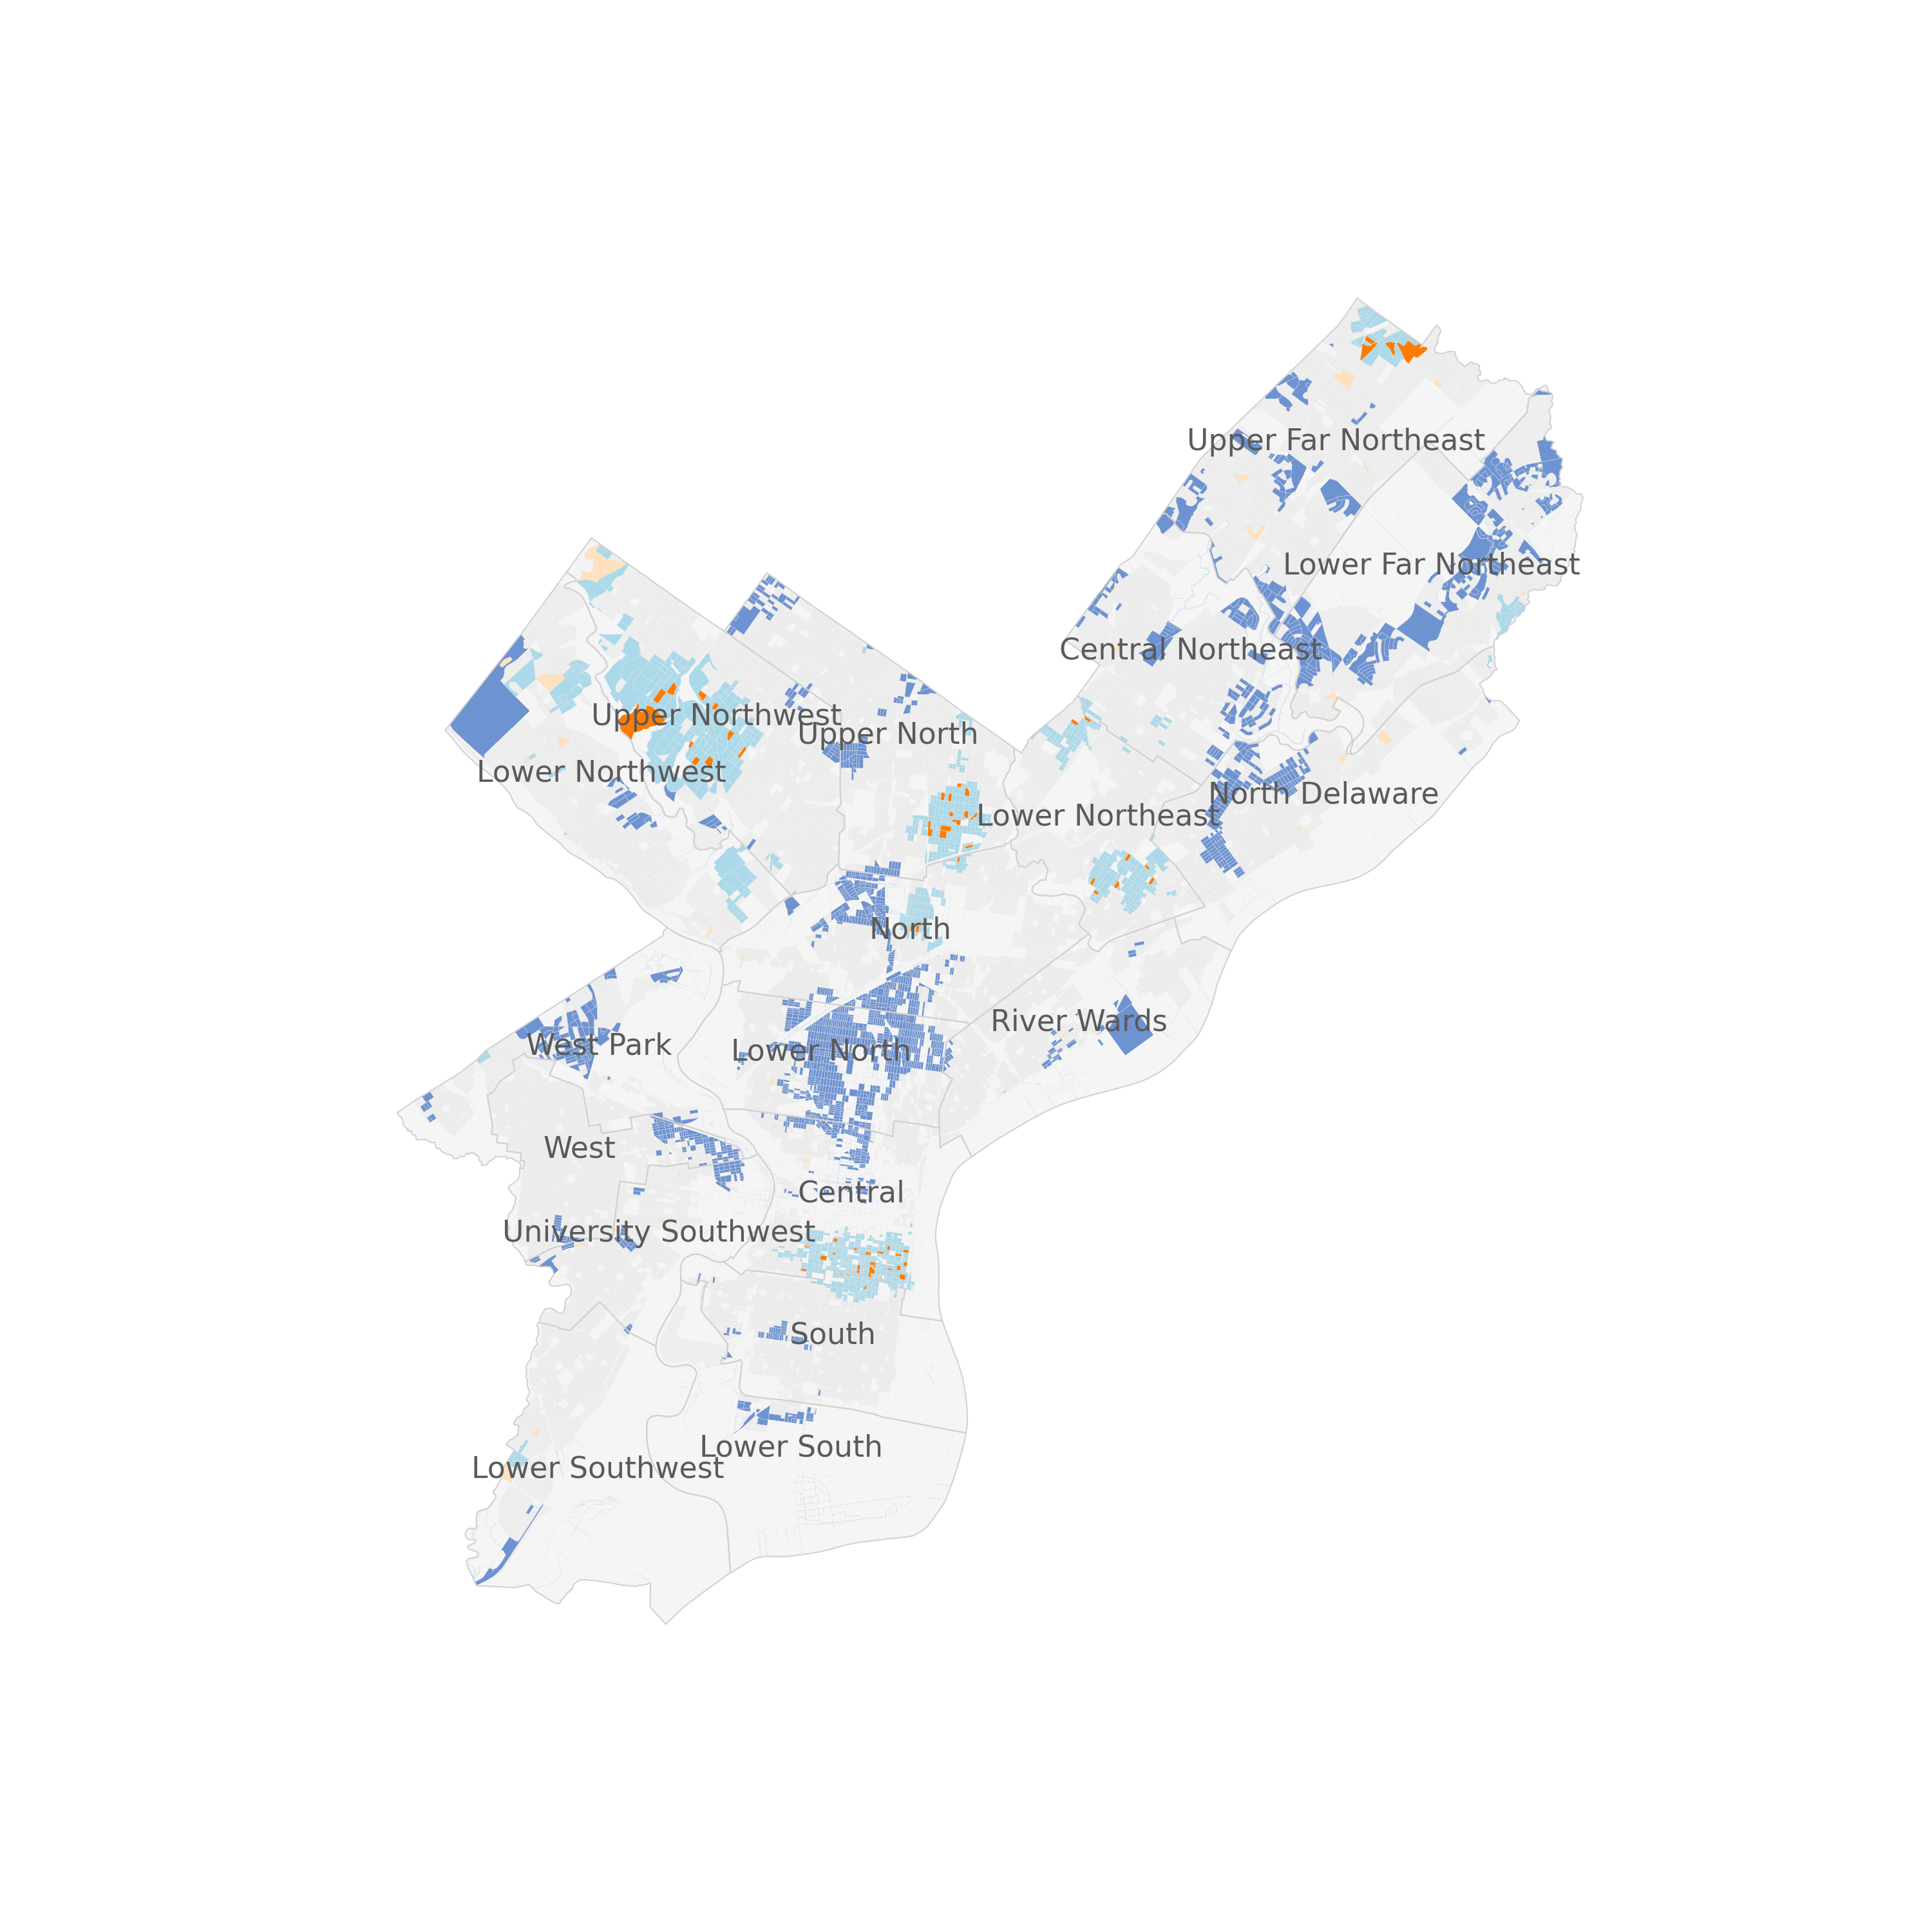 Upper Far Northeast
Lower Far Northeast
Central Northeast
Upper Northwest
Upper North
Lower Northwest
North Delaware
Lower Northeast
North
River Wards
West Park
Lower North
West
Central
University Southwest
South
Lower South
Lower Southwest